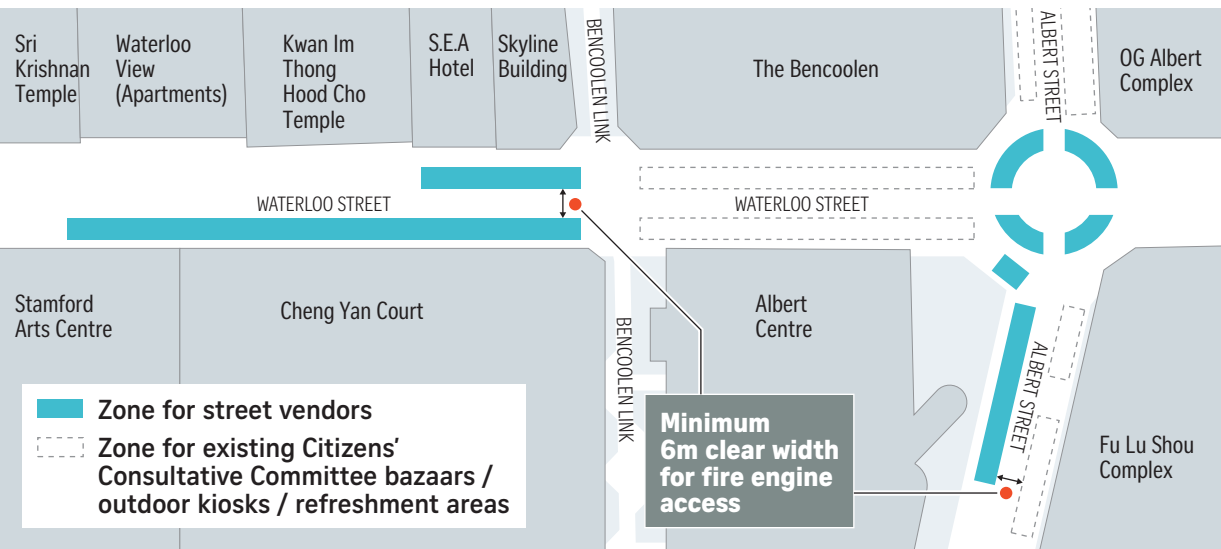 Sri
Krishnan
Temple
Waterloo
View
(Apartments)
Kwan Im
Thong
Hood Cho
Temple
S.E.A
Hotel
Skyline
Building
BENCOOLEN LINK
The Bencoolen
ALBERT STREET
OG Albert
Complex
WATERLOO STREET
WATERLOO STREET
Stamford
Arts Centre
Cheng Yan Court
BENCOOLEN LINK
Albert
Centre
ALBERT STREET
Fu Lu Shou
Complex
Minimum
6m clear width
for fire engine
access
Zone for street vendors
Zone for existing Citizens'
Consultative Committee bazaars /
outdoor kiosks / refreshment areas